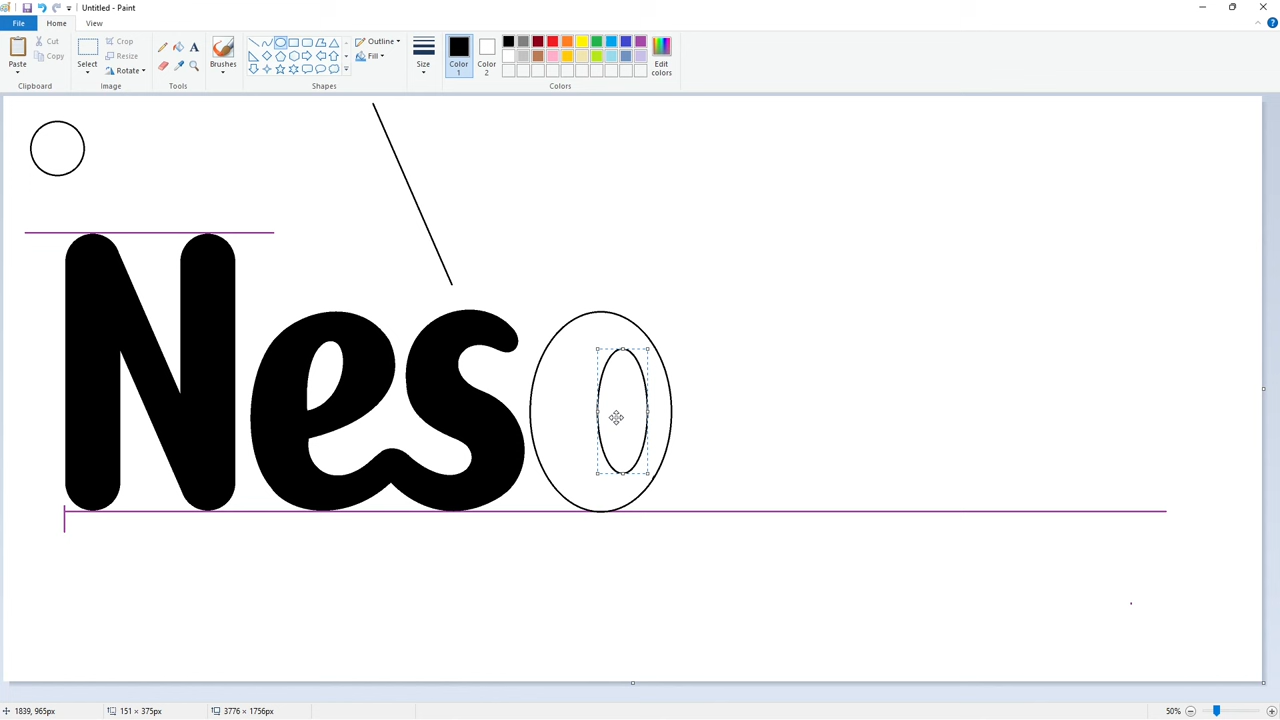 Untitled - Paint
File Home View
Paste Cut Copy Clipboard
Select Crop Resize Rotate Image
A Tools
Brushes
Outline Fill Shapes
Size
Color 1 Color 2 Edit colors Colors
Neso
1839, 965px 151 × 375px 3776 × 1756px 50%